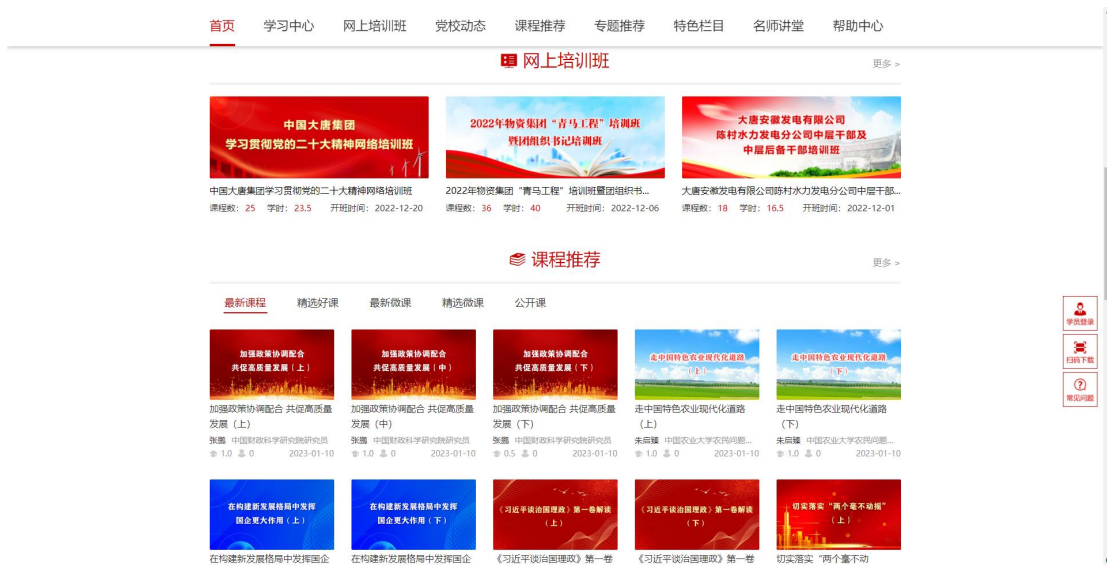 首页 学习中心 网上培训班 党校动态 课程推荐 专题推荐 特色栏目 名师讲堂 帮助中心
网上培训班
更多 >
中国大唐集团
学习贯彻党的二十大精神网络培训班
2022年物资集团“青马工程”培训班
暨团组织书记培训班
大唐安徽发电有限公司
陈村水力发电分公司中层干部及
中层后备干部培训班
中国大唐集团学习贯彻党的二十大精神网络培训班
课程数：25 学时：23.5 开班时间：2022-12-20
2022年物资集团“青马工程”培训班暨团组织书...
课程数：36 学时：40 开班时间：2022-12-06
大唐安徽发电有限公司陈村水力发电分公司中层干部...
课程数：18 学时：16.5 开班时间：2022-12-01
课程推荐
更多 >
最新课程 精选好课 最新微课 精选微课 公开课
加强政策协调配合
共促高质量发展（上）
加强政策协调配合
共促高质量发展（中）
加强政策协调配合
共促高质量发展（下）
走中国特色农业现代化道路
（上）
走中国特色农业现代化道路
（下）
加强政策协调配合 共促高质量
发展（上）
张鹏 中国财政科学研究院研究员
1.0 0 2023-01-10
加强政策协调配合 共促高质量
发展（中）
张鹏 中国财政科学研究院研究员
1.0 0 2023-01-10
加强政策协调配合 共促高质量
发展（下）
张鹏 中国财政科学研究院研究员
0.5 0 2023-01-10
走中国特色农业现代化道路
（上）
朱启臻 中国农业大学农民问题...
1.0 0 2023-01-10
走中国特色农业现代化道路
（下）
朱启臻 中国农业大学农民问题...
1.0 0 2023-01-10
在构建新发展格局中发挥
国企更大作用（上）
在构建新发展格局中发挥
国企更大作用（下）
《习近平谈治国理政》第一卷解读
（上）
《习近平谈治国理政》第一卷解读
（下）
切实落实“两个毫不动摇”
（上）
在构建新发展格局中发挥国企
在构建新发展格局中发挥国企
《习近平谈治国理政》第一卷
《习近平谈治国理政》第一卷
切实落实“两个毫不动
学员登录
扫码下载
常见问题